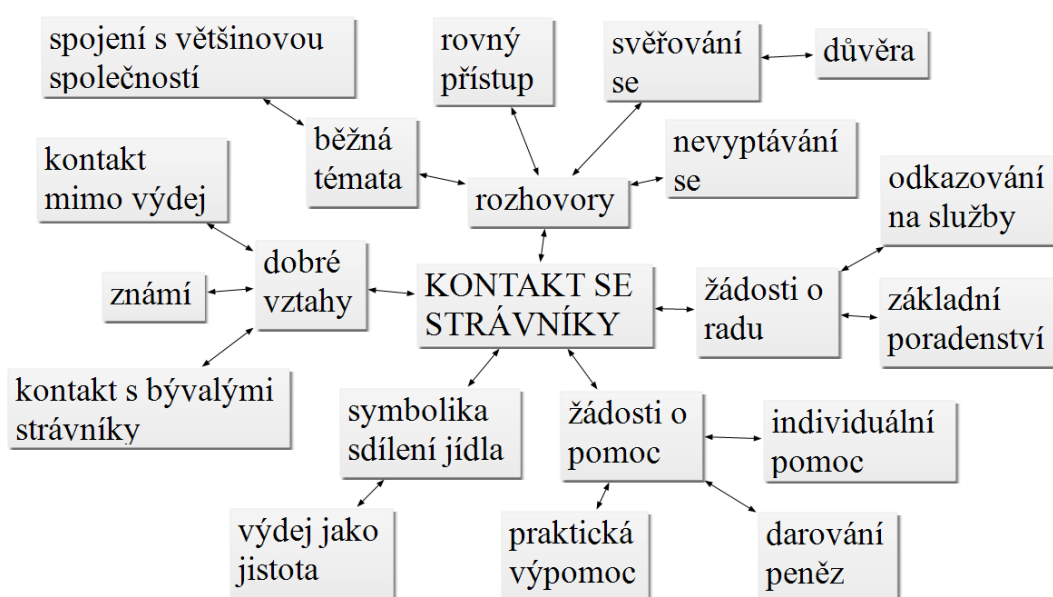 spojení s většinovou
společností
rovný
přístup
svěřování
se
důvěra
běžná
témata
nevyptávání
se
kontakt
mimo výdej
rozhovory
odkazování
na služby
dobré
vztahy
známí
KONTAKT SE
STRÁVNÍKY
žádosti o
radu
základní
poradenství
kontakt s bývalými
strávníky
symbolika
sdílení jídla
žádosti o
pomoc
individuální
pomoc
výdej jako
jistota
praktická
výpomoc
darování
peněz